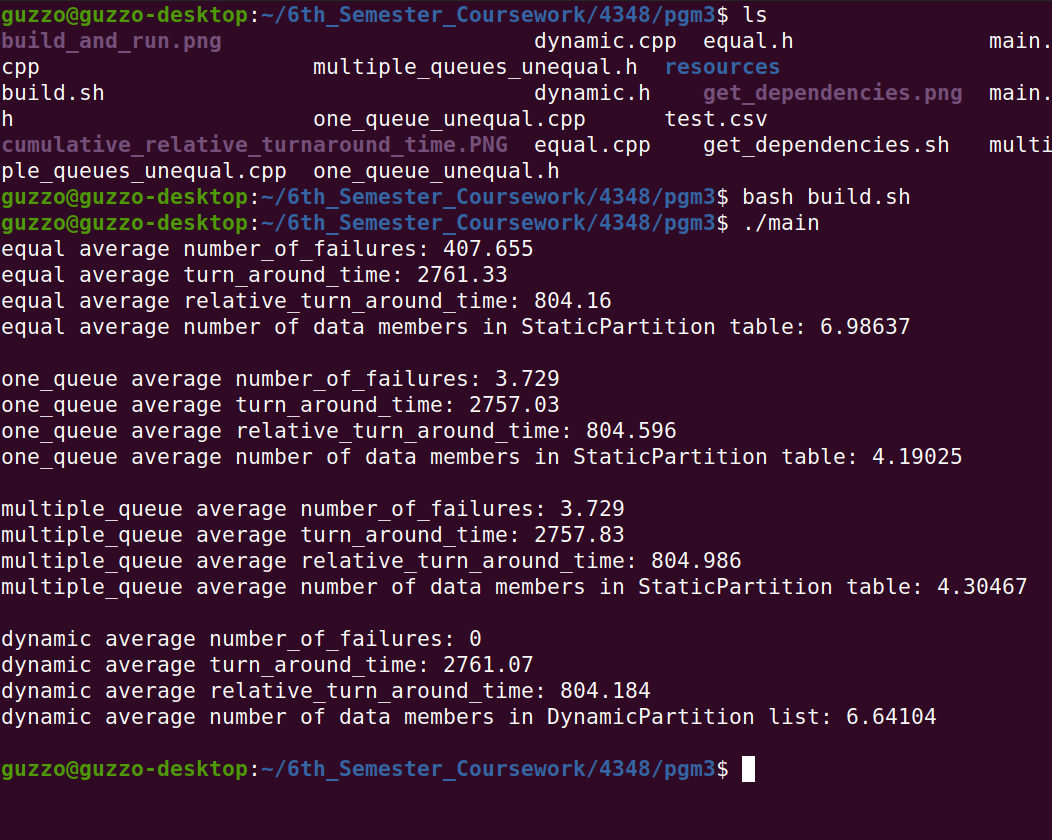 guzzo@guzzo-desktop:~/6th_Semester_Coursework/4348/pgm3$ ls
build_and_run.png dynamic.cpp equal.h main.
cpp multiple_queues_unequal.h resources
build.sh dynamic.h get_dependencies.png main.
h one_queue_unequal.cpp test.csv
cumulative_relative_turnaround_time.PNG equal.cpp get_dependencies.sh multi
ple_queues_unequal.cpp one_queue_unequal.h
guzzo@guzzo-desktop:~/6th_Semester_Coursework/4348/pgm3$ bash build.sh
guzzo@guzzo-desktop:~/6th_Semester_Coursework/4348/pgm3$ ./main
equal average number_of_failures: 407.655
equal average turn_around_time: 2761.33
equal average relative_turn_around_time: 804.16
equal average number of data members in StaticPartition table: 6.98637
one_queue average number_of_failures: 3.729
one_queue average turn_around_time: 2757.03
one_queue average relative_turn_around_time: 804.596
one_queue average number of data members in StaticPartition table: 4.19025
multiple_queue average number_of_failures: 3.729
multiple_queue average turn_around_time: 2757.83
multiple_queue average relative_turn_around_time: 804.986
multiple_queue average number of data members in StaticPartition table: 4.30467
dynamic average number_of_failures: 0
dynamic average turn_around_time: 2761.07
dynamic average relative_turn_around_time: 804.184
dynamic average number of data members in DynamicPartition list: 6.64104
guzzo@guzzo-desktop:~/6th_Semester_Coursework/4348/pgm3$